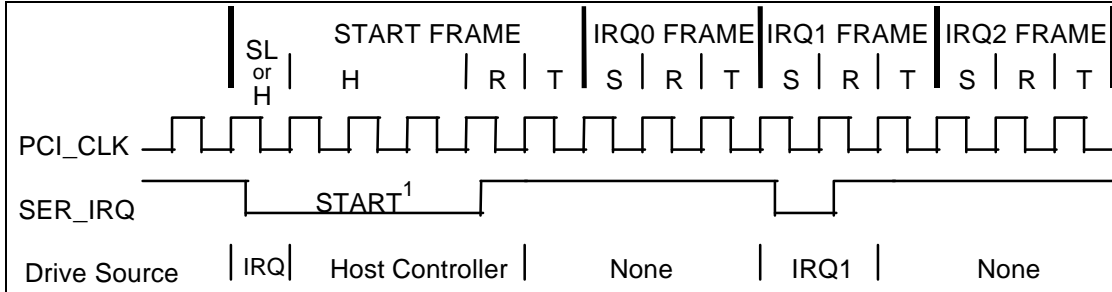 START FRAME IRQ0 FRAME IRQ1 FRAME IRQ2 FRAME
SL
or
H
H R T S R T S R T S R T
PCI_CLK
SER_IRQ START1
Drive Source IRQ Host Controller None IRQ1 None